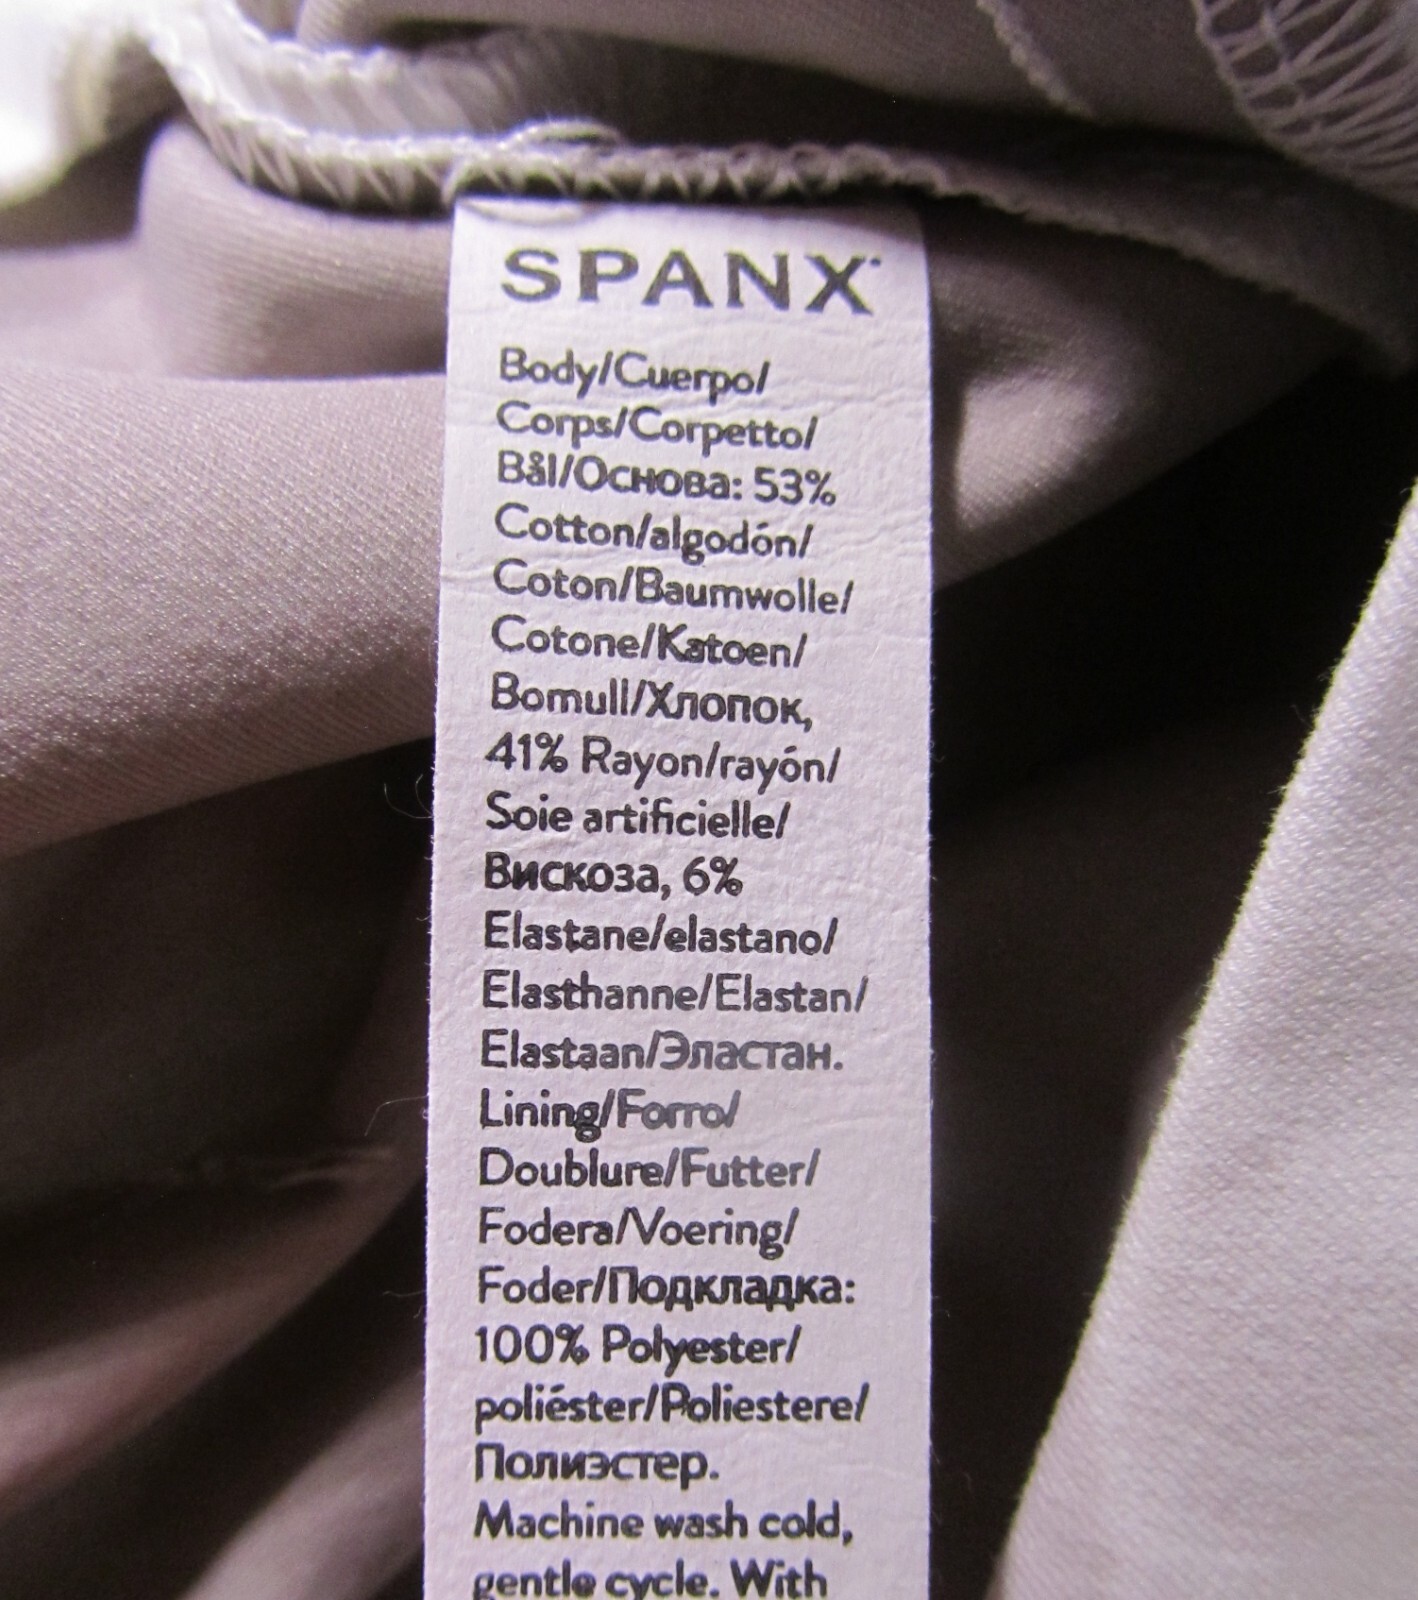 SPANX
Body/Cuerpo/
Corps/Corpetto/
Bål/Основа: 53%
Cotton/algodón/
Coton/Baumwolle/
Cotone/Katoen/
Bomull/Хлопок,
41% Rayon/rayón/
Soie artificielle/
Вискоза, 6%
Elastane/elastano/
Elasthanne/Elastan/
Elastaan/Эластан.
Lining/Forro/
Doublure/Futter/
Fodera/Voering/
Foder/Подкладка:
100% Polyester/
poliéster/Poliestere/
Полиэстер.
Machine wash cold,
gentle cycle. With